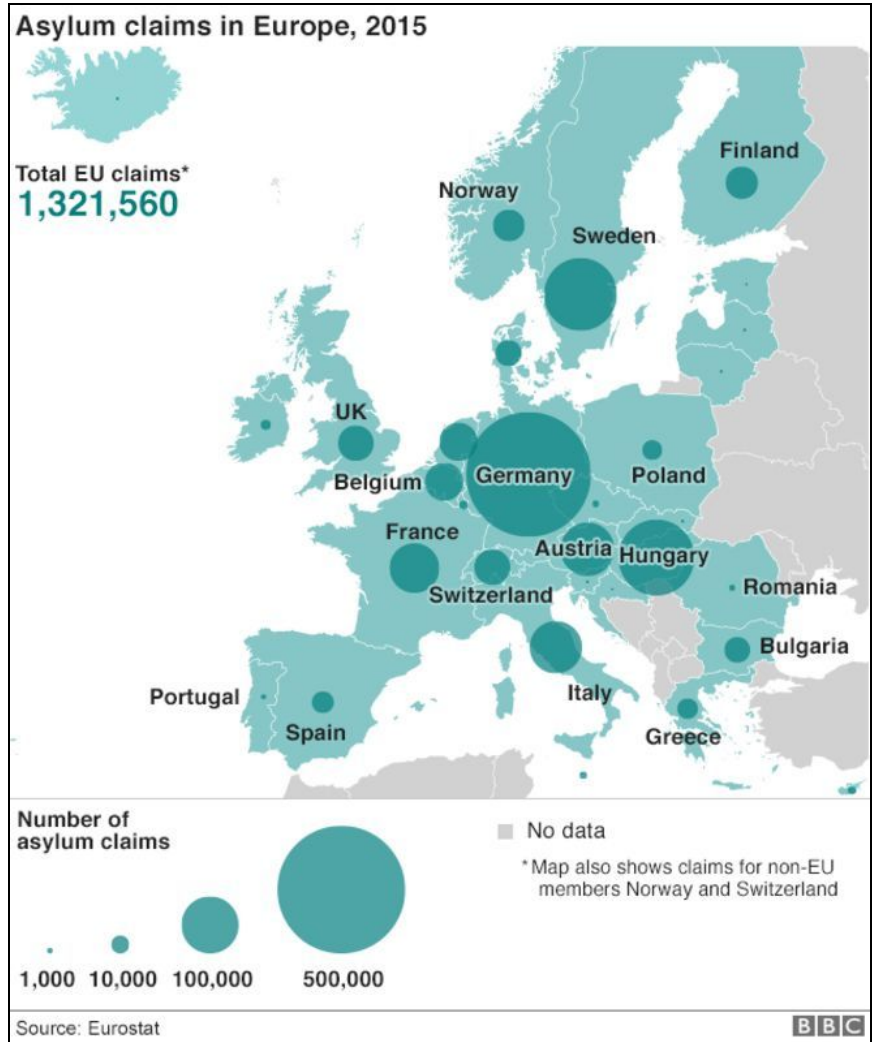 Asylum claims in Europe, 2015
Total EU claims*
1,321,560
Finland
Norway
Sweden
UK
Belgium
Germany
Poland
France
Austria
Hungary
Switzerland
Romania
Bulgaria
Portugal
Italy
Spain
Greece
Number of
asylum claims
No data
*Map also shows claims for non-EU
members Norway and Switzerland
1,000 10,000 100,000 500,000
Source: Eurostat
BBC